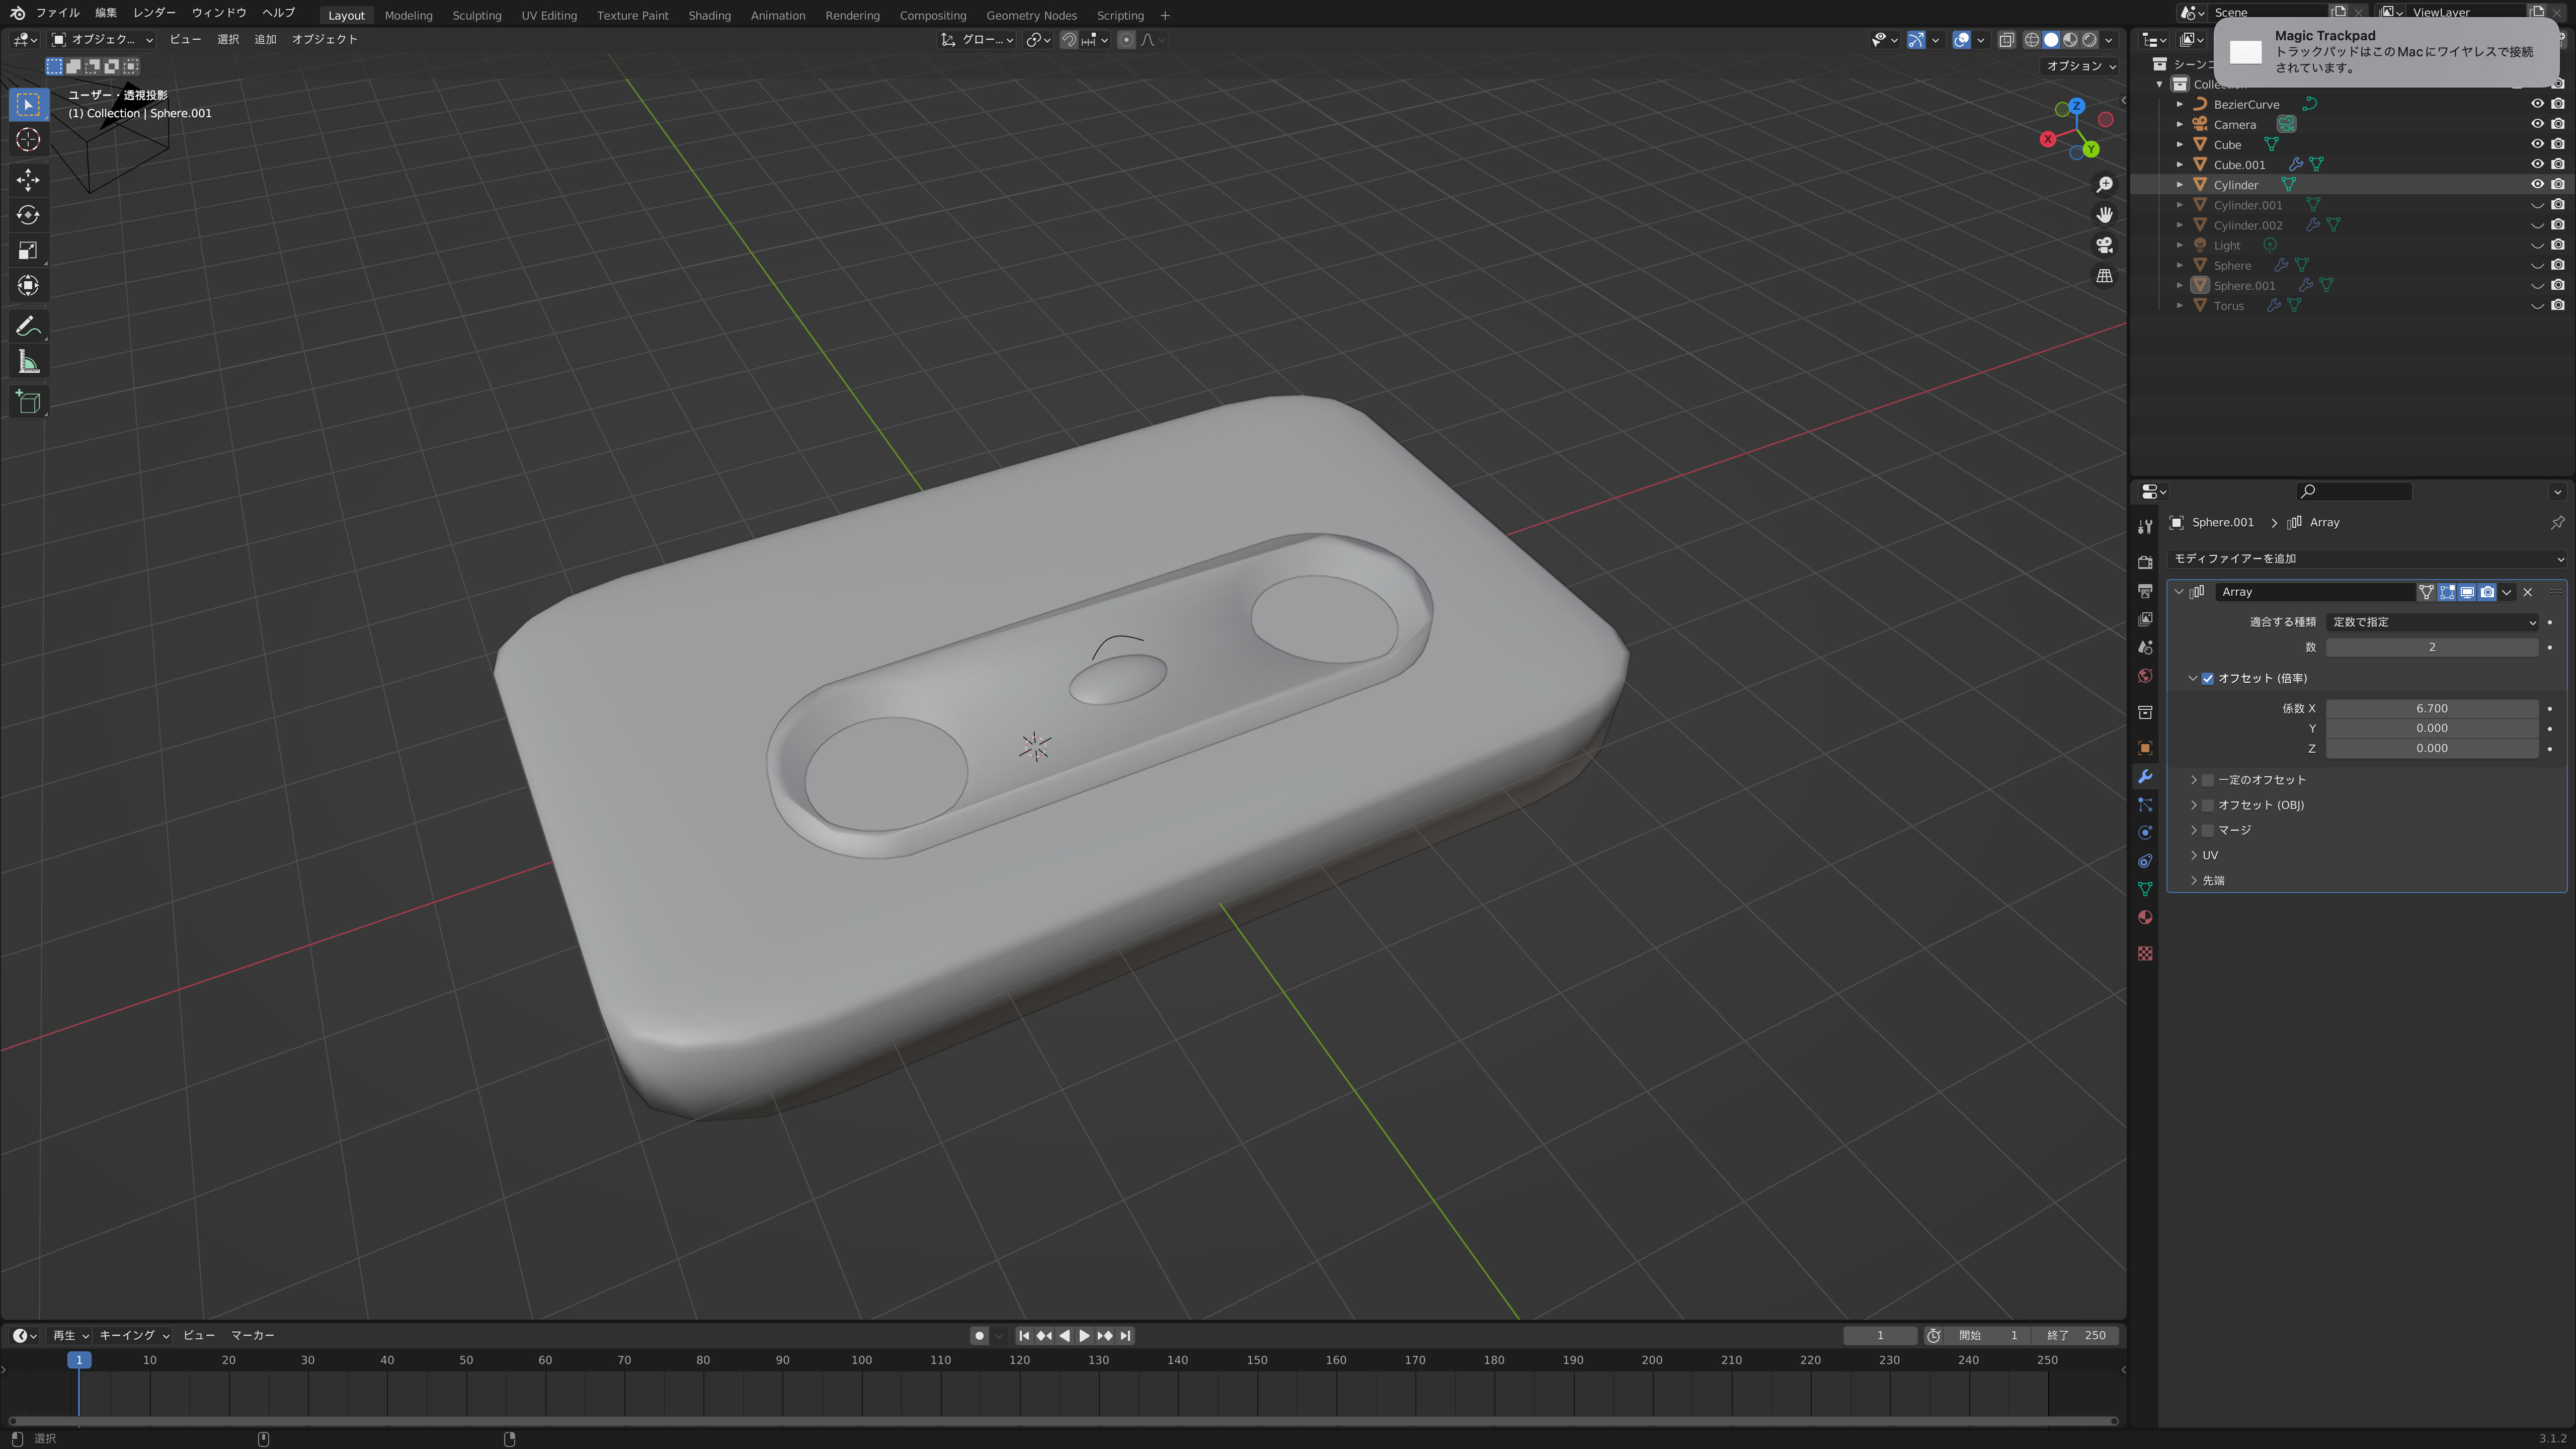 ファイル 編集 レンダー ウィンドウ ヘルプ Layout Modeling Sculpting UV Editing Texture Paint Shading Animation Rendering Compositing Geometry Nodes Scripting + Scene ViewLayer
Magic Trackpad
トラックパッドはこのMacにワイヤレスで接続
されています。
オブジェク... ビュー 選択 追加 オブジェクト グロー...
オプション
ユーザー・透視投影
(1) Collection | Sphere.001
Z
X
Y
BezierCurve
Camera
Cube
Cube.001
Cylinder
Cylinder.001
Cylinder.002
Light
Sphere
Sphere.001
Torus
Sphere.001 > Array
モディファイアーを追加
Array
適合する種類 定数で指定
数 2
オフセット (倍率)
係数 X 6.700
Y 0.000
Z 0.000
一定のオフセット
オフセット (OBJ)
マージ
UV
先端
再生 キーイング ビュー マーカー 1 開始 1 終了 250
1 10 20 30 40 50 60 70 80 90 100 110 120 130 140 150 160 170 180 190 200 210 220 230 240 250
選択 3.1.2